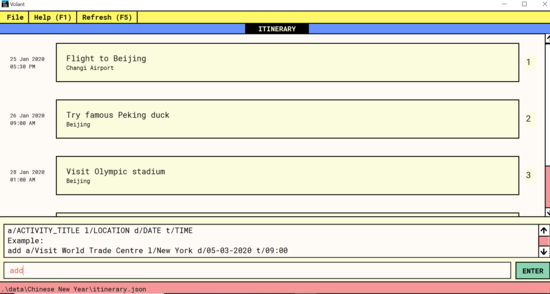 Volant
File Help (F1) Refresh (F5)
ITINERARY
25 Jan 2020
05:30 PM
Flight to Beijing
Changi Airport
1
26 Jan 2020
09:00 AM
Try famous Peking duck
Beijing
2
28 Jan 2020
01:00 AM
Visit Olympic stadium
Beijing
3
a/ACTIVITY_TITLE l/LOCATION d/DATE t/TIME
Example:
add a/Visit World Trade Centre l/New York d/05-03-2020 t/09:00
add
ENTER
.\data\Chinese New Year\itinerary.json